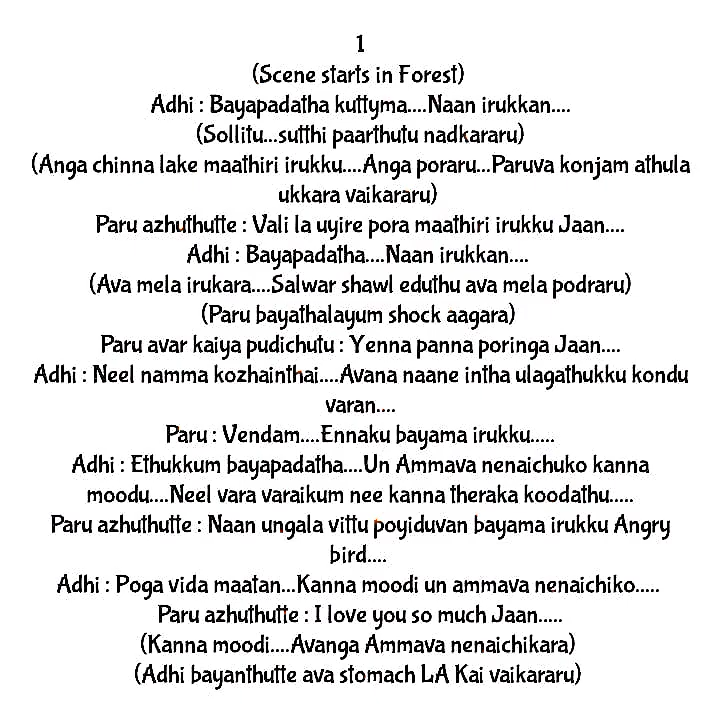 1
(Scene starts in Forest)
Adhi : Bayapadatha kuttyma....Naan irukkan....
(Sollitu...sutthi paarthutu nadkararu)
(Anga chinna lake maathiri irukku....Anga poraru...Paruva konjam athula
ukkara vaikararu)
Paru azhuthutte : Vali la uyire pora maathiri irukku Jaan....
Adhi : Bayapadatha....Naan irukkan....
(Ava mela irukara....Salwar shawl eduthu ava mela podraru)
(Paru bayathalayum shock aagara)
Paru avar kaiya pudichutu : Yenna panna poringa Jaan....
Adhi : Neel namma kozhainthai....Avana naane intha ulagathukku kondu
varan....
Paru : Vendam....Ennaku bayama irukku.....
Adhi : Ethukkum bayapadatha....Un Ammava nenaichuko kanna
moodu....Neel vara varaikum nee kanna theraka koodathu.....
Paru azhuthutte : Naan ungala vittu poyiduvan bayama irukku Angry
bird....
Adhi : Poga vida maatan...Kanna moodi un ammava nenaichiko.....
Paru azhuthutte : I love you so much Jaan.....
(Kanna moodi....Avanga Ammava nenaichikara)
(Adhi bayanthutte ava stomach LA Kai vaikararu)